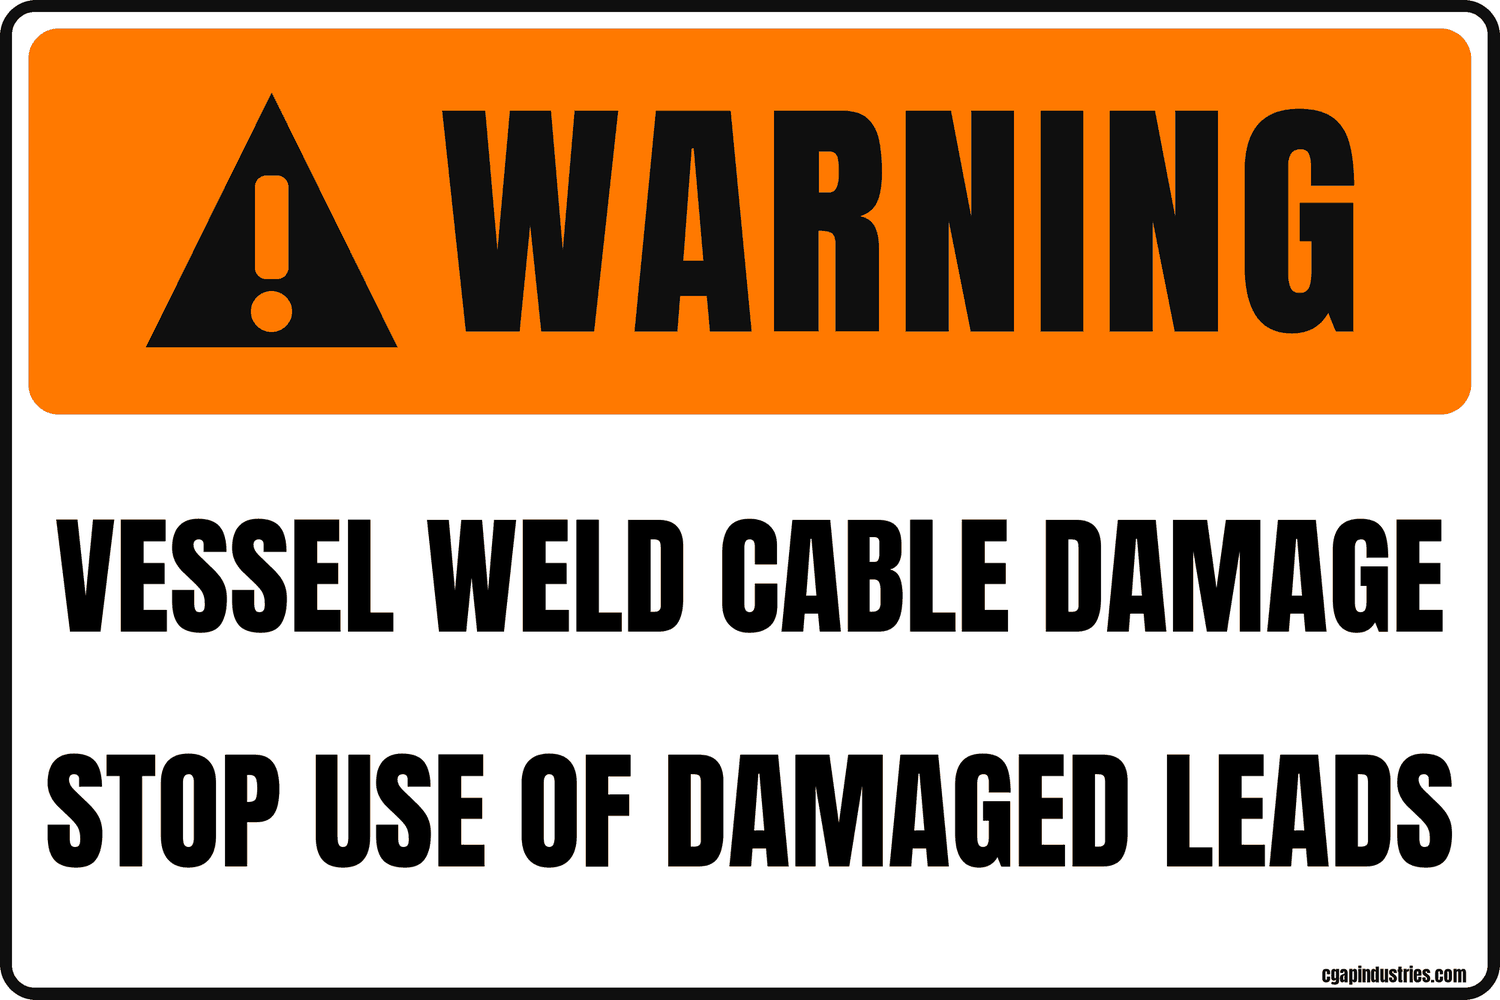 WARNING
VESSEL WELD CABLE DAMAGE
STOP USE OF DAMAGED LEADS
cgapindustries.com